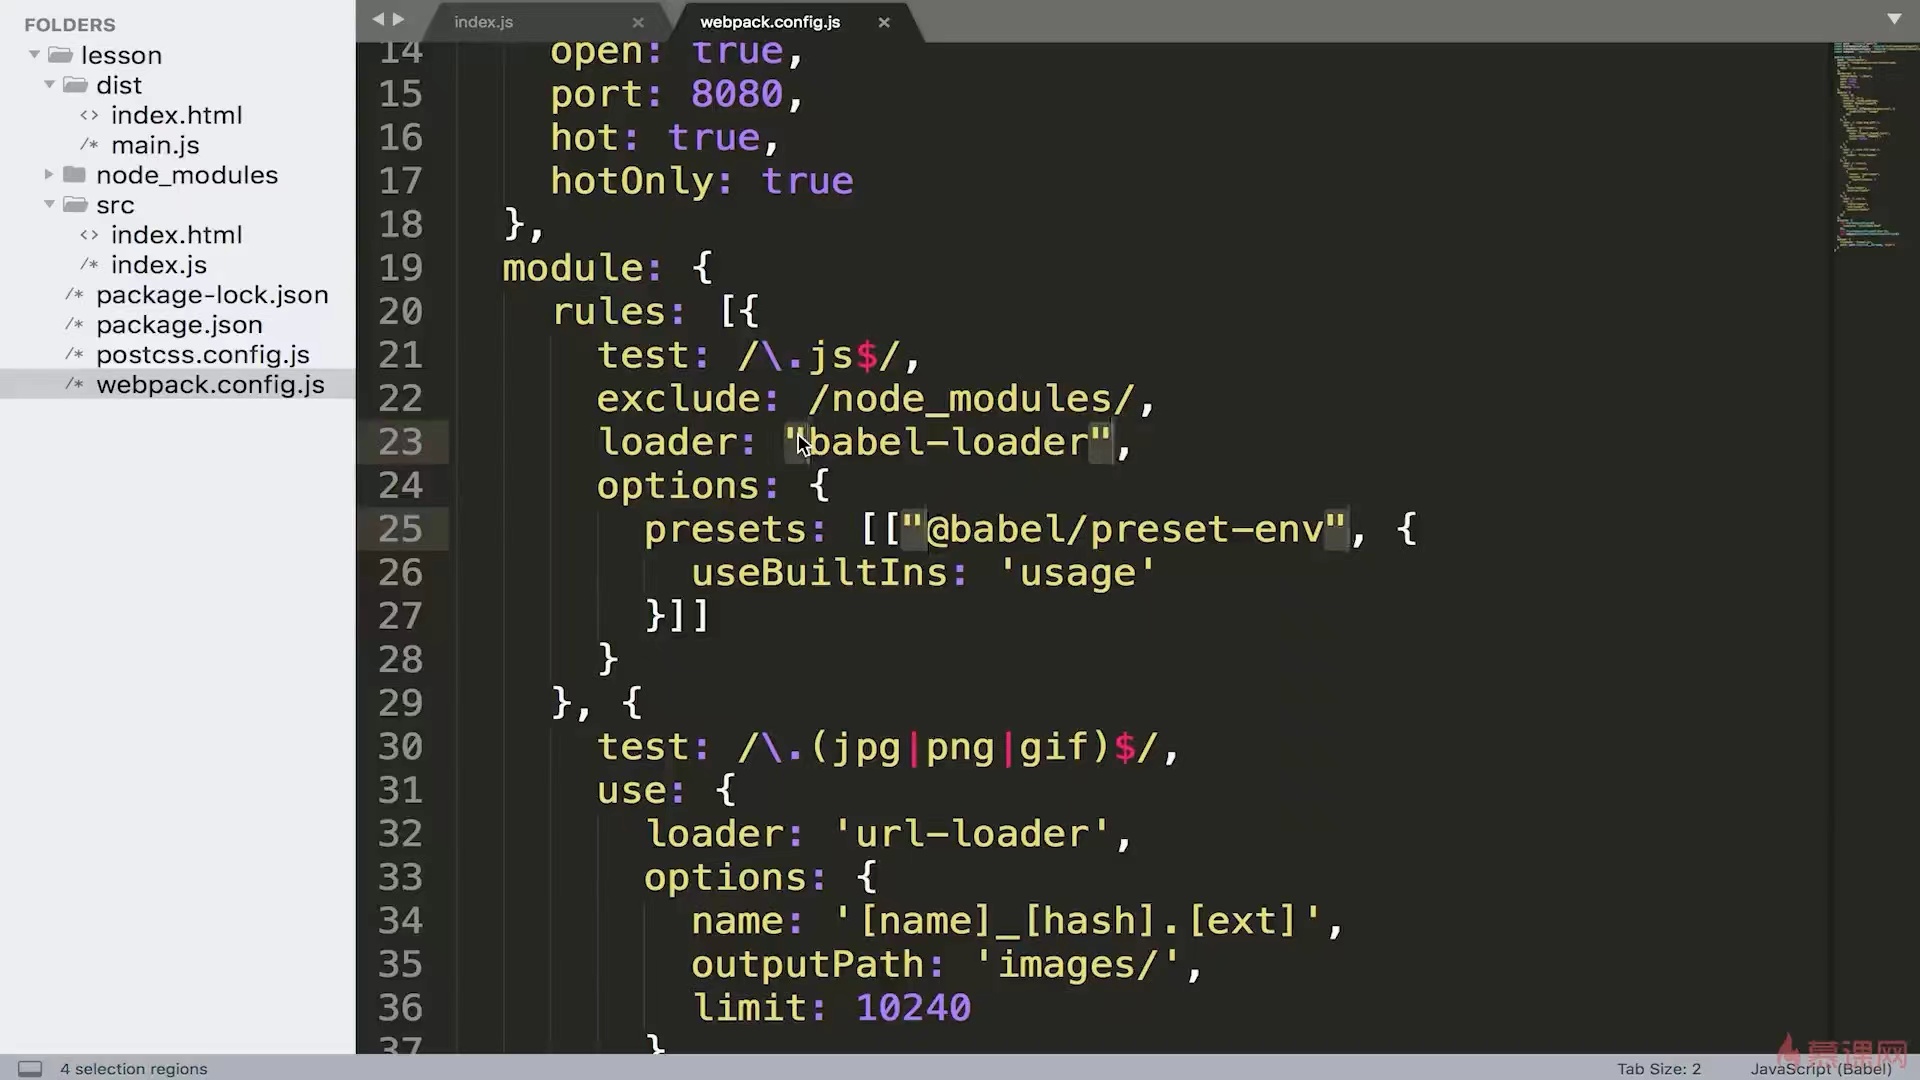 FOLDERS
lesson
dist
<> index.html
/* main.js
node_modules
src
<> index.html
/* index.js
/* package-lock.json
/* package.json
/* postcss.config.js
/* webpack.config.js
index.js ×
webpack.config.js ×
14 open: true,
15 port: 8080,
16 hot: true,
17 hotOnly: true
18 },
19 module: {
20 rules: [{
21 test: /\.js$/,
22 exclude: /node_modules/,
23 loader: "babel-loader",
24 options: {
25 presets: [["@babel/preset-env", {
26 useBuiltIns: 'usage'
27 }]]
28 }
29 }, {
30 test: /\.(jpg|png|gif)$/,
31 use: {
32 loader: 'url-loader',
33 options: {
34 name: '[name]_[hash].[ext]',
35 outputPath: 'images/',
36 limit: 10240
37 }
4 selection regions
Tab Size: 2
JavaScript (Babel)
慕课网